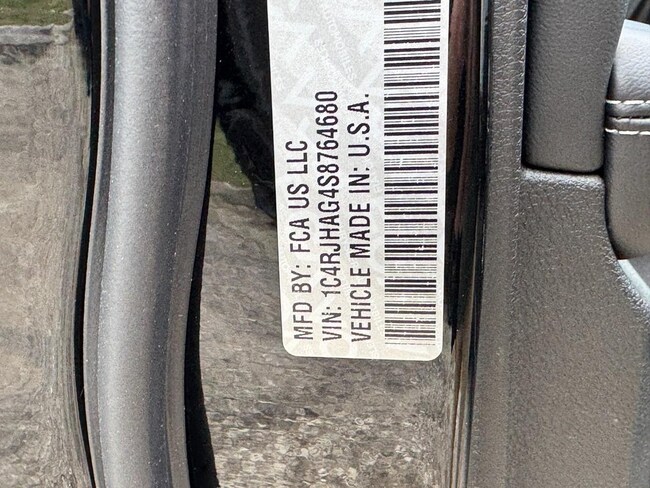 MFD BY: FCA US LLC
VIN: 1C4RJHAG4S8764680
VEHICLE MADE IN: U.S.A.